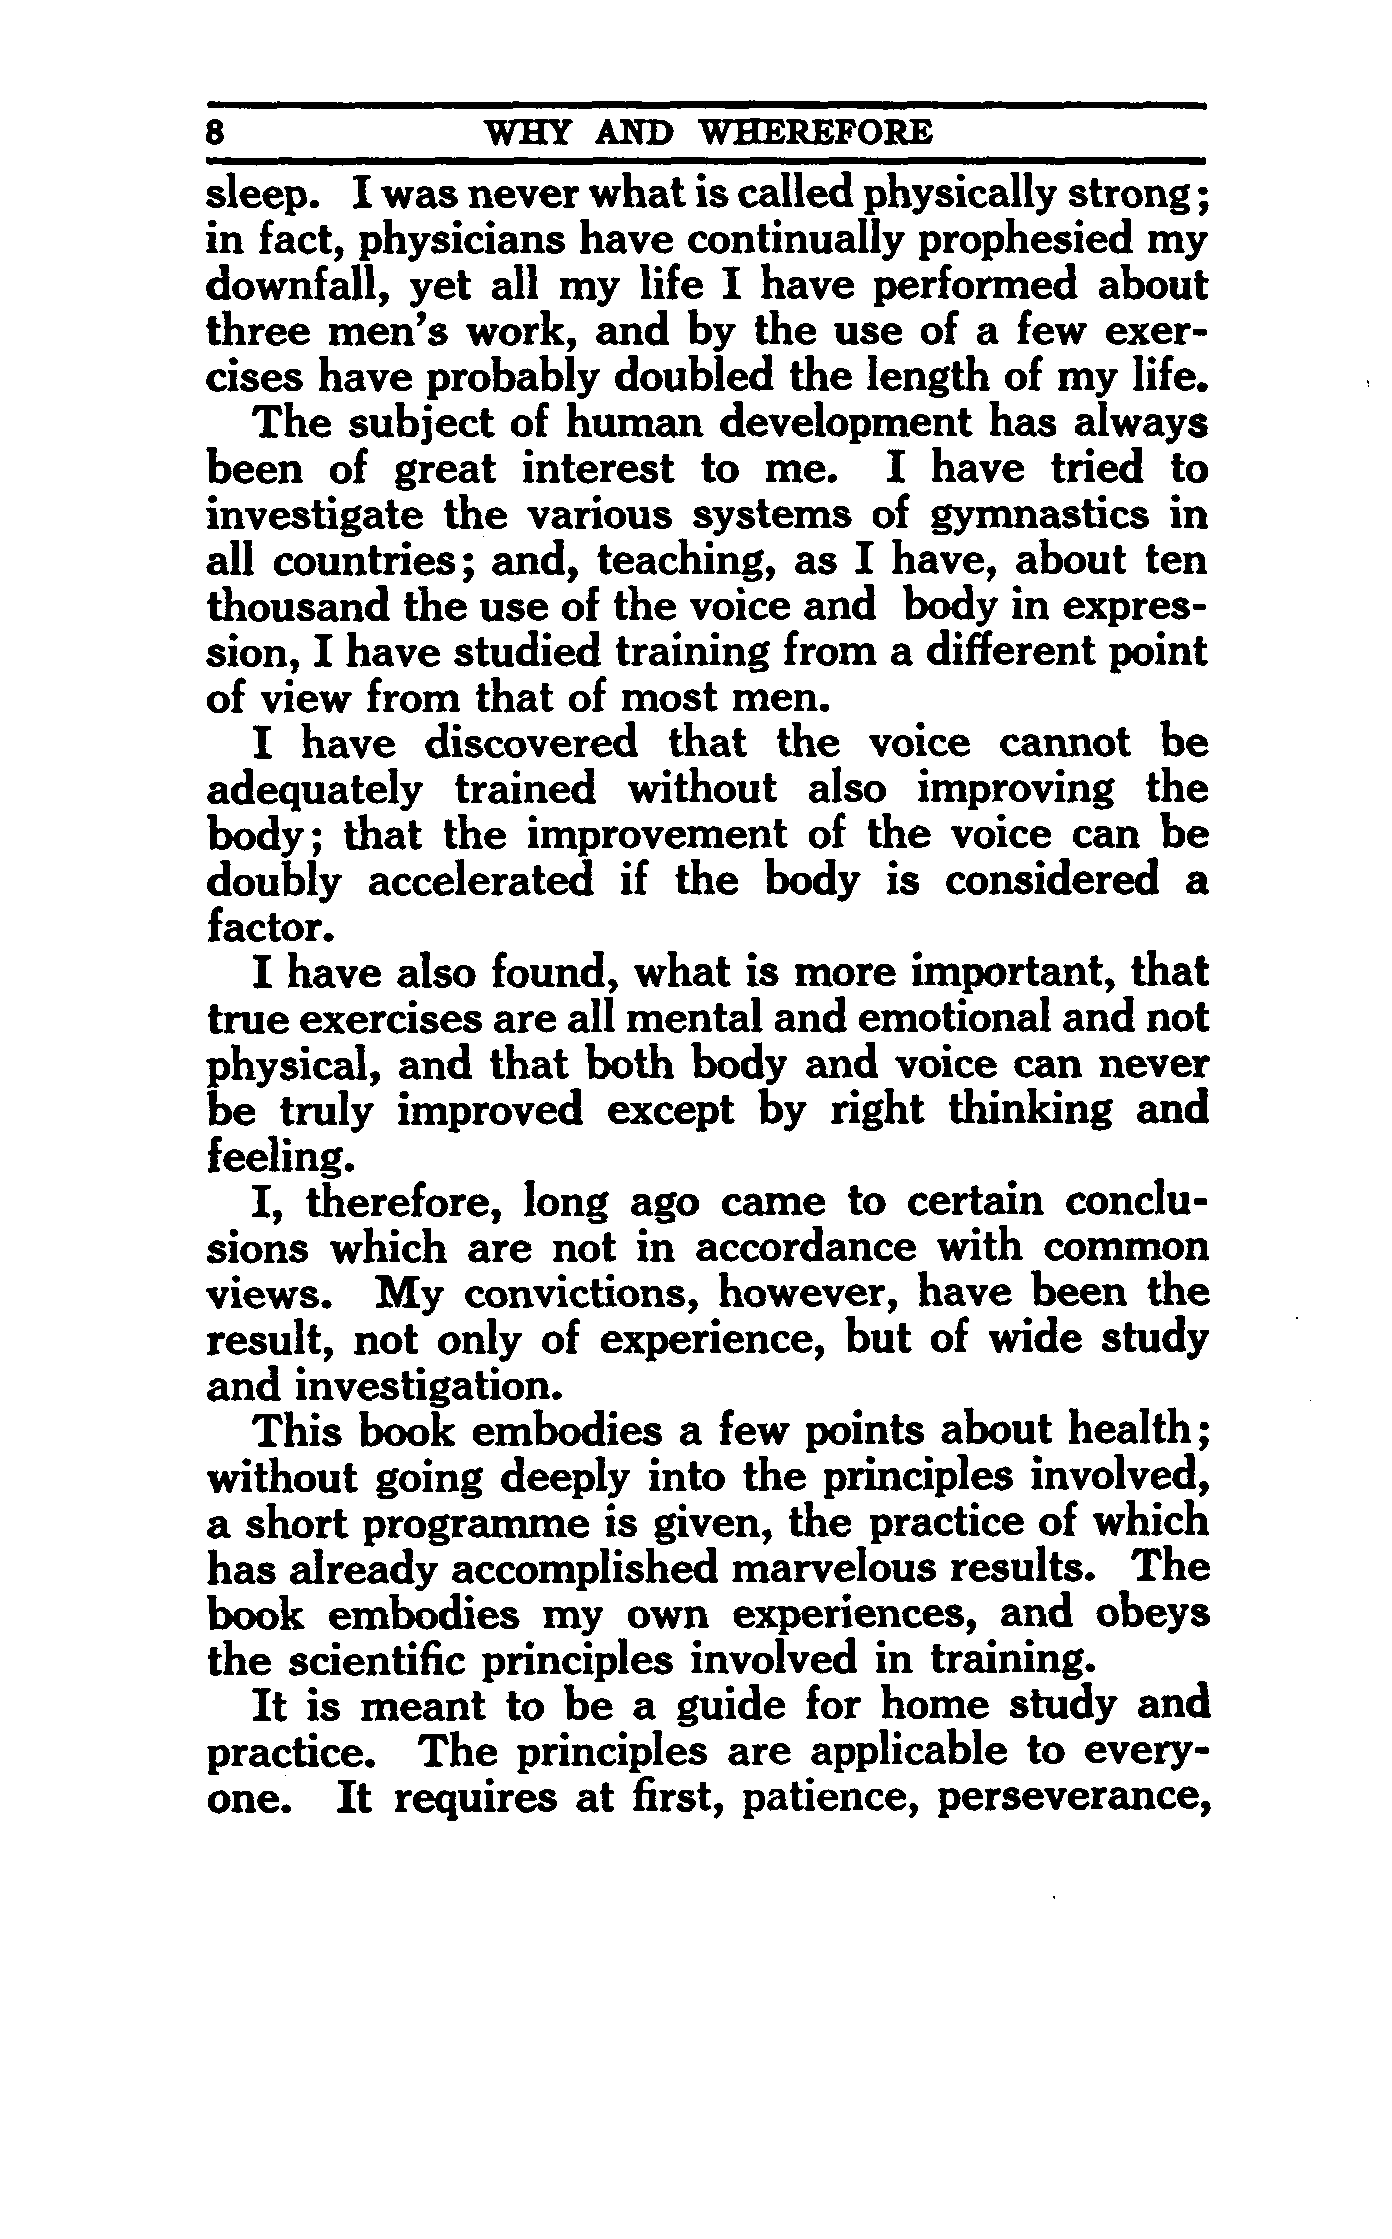 8 WHY AND WHEREFORE
sleep. I was never what is called physically strong;
in fact, physicians have continually prophesied my
downfall, yet all my life I have performed about
three men's work, and by the use of a few exer-
cises have probably doubled the length of my life.
The subject of human development has always
been of great interest to me. I have tried to
investigate the various systems of gymnastics in
all countries; and, teaching, as I have, about ten
thousand the use of the voice and body in expres-
sion, I have studied training from a different point
of view from that of most men.
I have discovered that the voice cannot be
adequately trained without also improving the
body; that the improvement of the voice can be
doubly accelerated if the body is considered a
factor.
I have also found, what is more important, that
true exercises are all mental and emotional and not
physical, and that both body and voice can never
be truly improved except by right thinking and
feeling.
I, therefore, long ago came to certain conclu-
sions which are not in accordance with common
views. My convictions, however, have been the
result, not only of experience, but of wide study
and investigation.
This book embodies a few points about health;
without going deeply into the principles involved,
a short programme is given, the practice of which
has already accomplished marvelous results. The
book embodies my own experiences, and obeys
the scientific principles involved in training.
It is meant to be a guide for home study and
practice. The principles are applicable to every-
one. It requires at first, patience, perseverance,